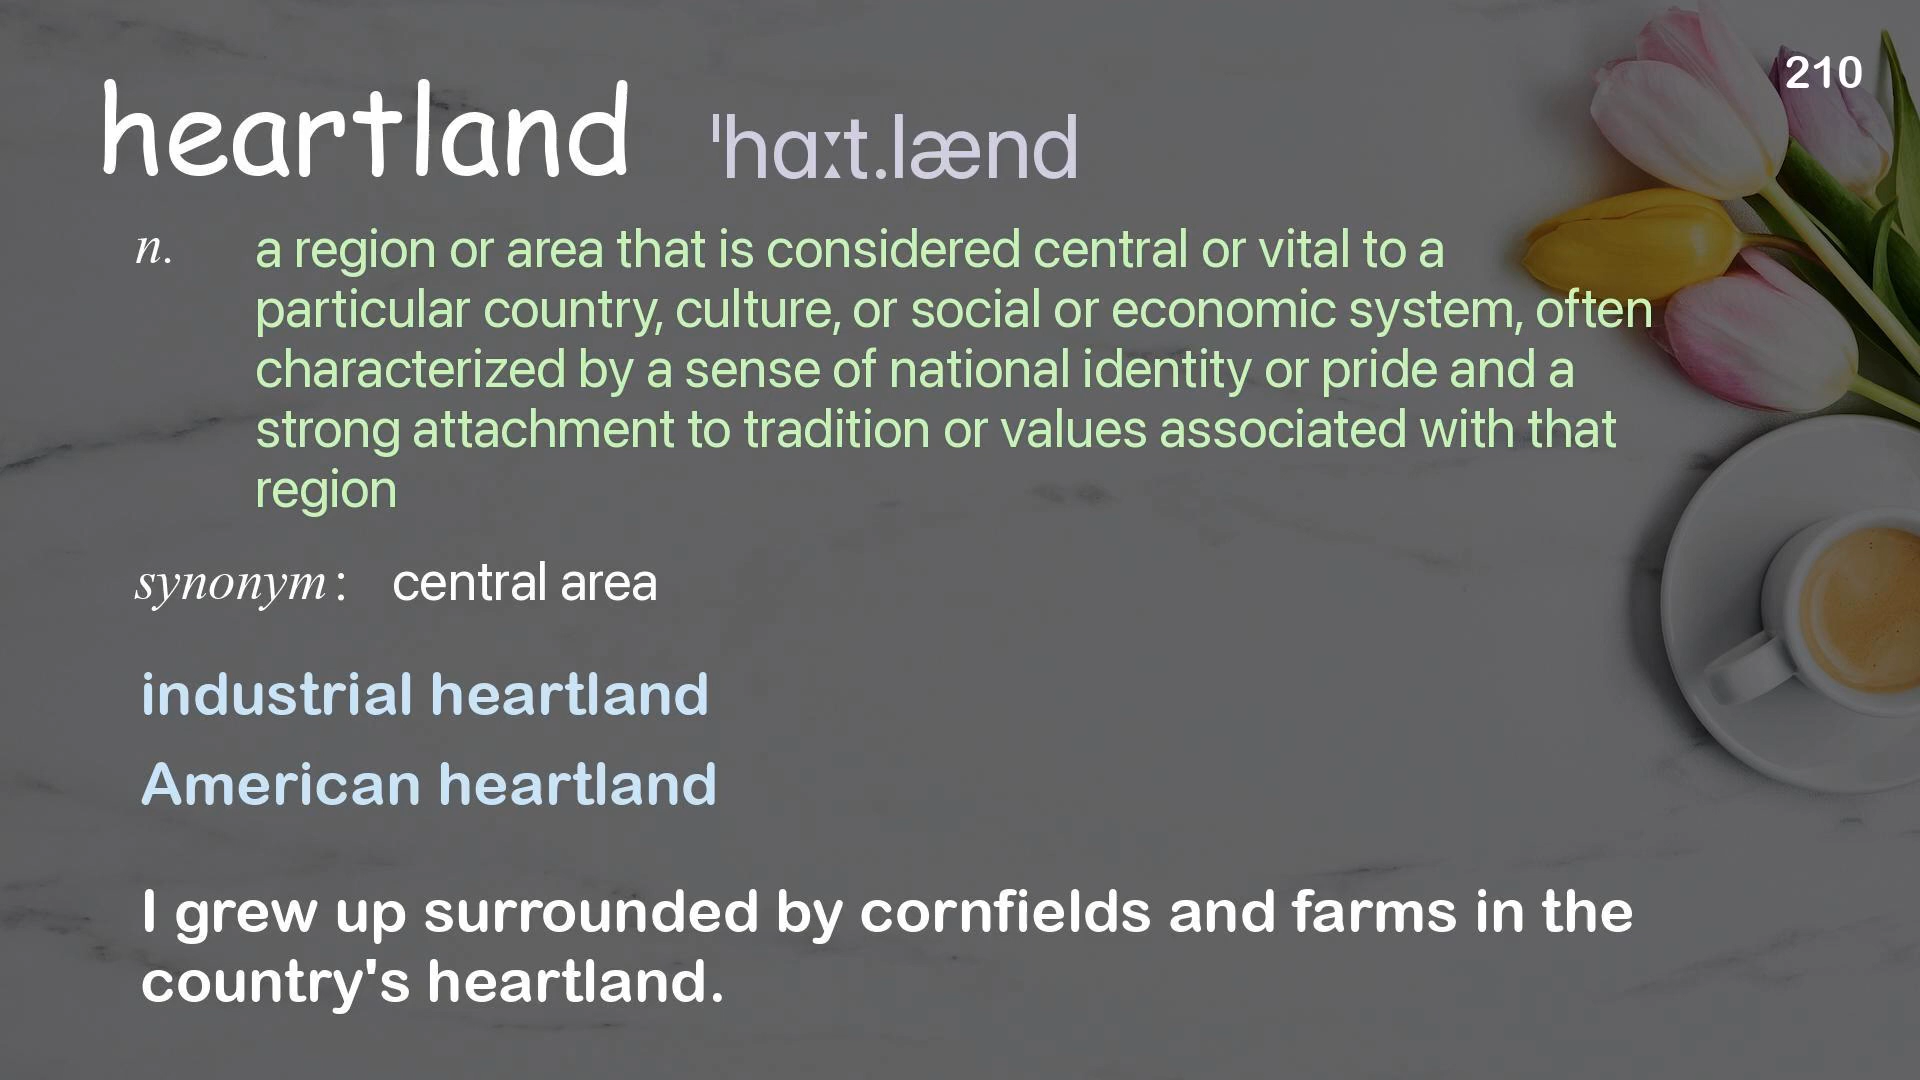 210
heartland ˈhɑːt.lænd
n. a region or area that is considered central or vital to a
particular country, culture, or social or economic system, often
characterized by a sense of national identity or pride and a
strong attachment to tradition or values associated with that
region
synonym: central area
industrial heartland
American heartland
I grew up surrounded by cornfields and farms in the
country's heartland.